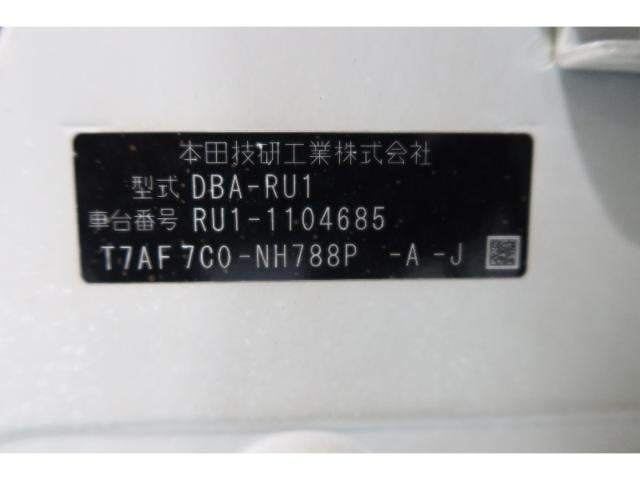 本田技研工業株式会社
型式 DBA-RU1
車台番号 RU1-1104685
T7AF7C0-NH788P -A-J